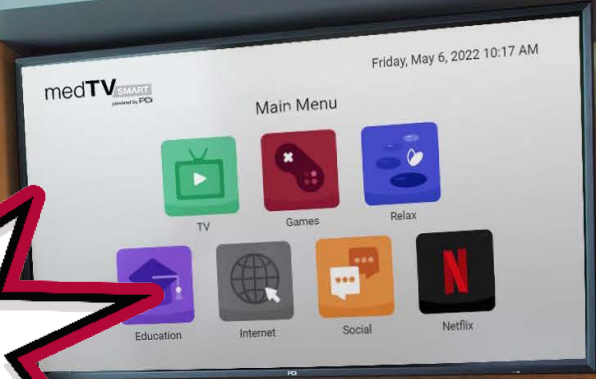 medTV SMART
powered by PDi
Friday, May 6, 2022 10:17 AM
Main Menu
TV
Games
Relax
Education
Internet
Social
N
Netflix
PDi